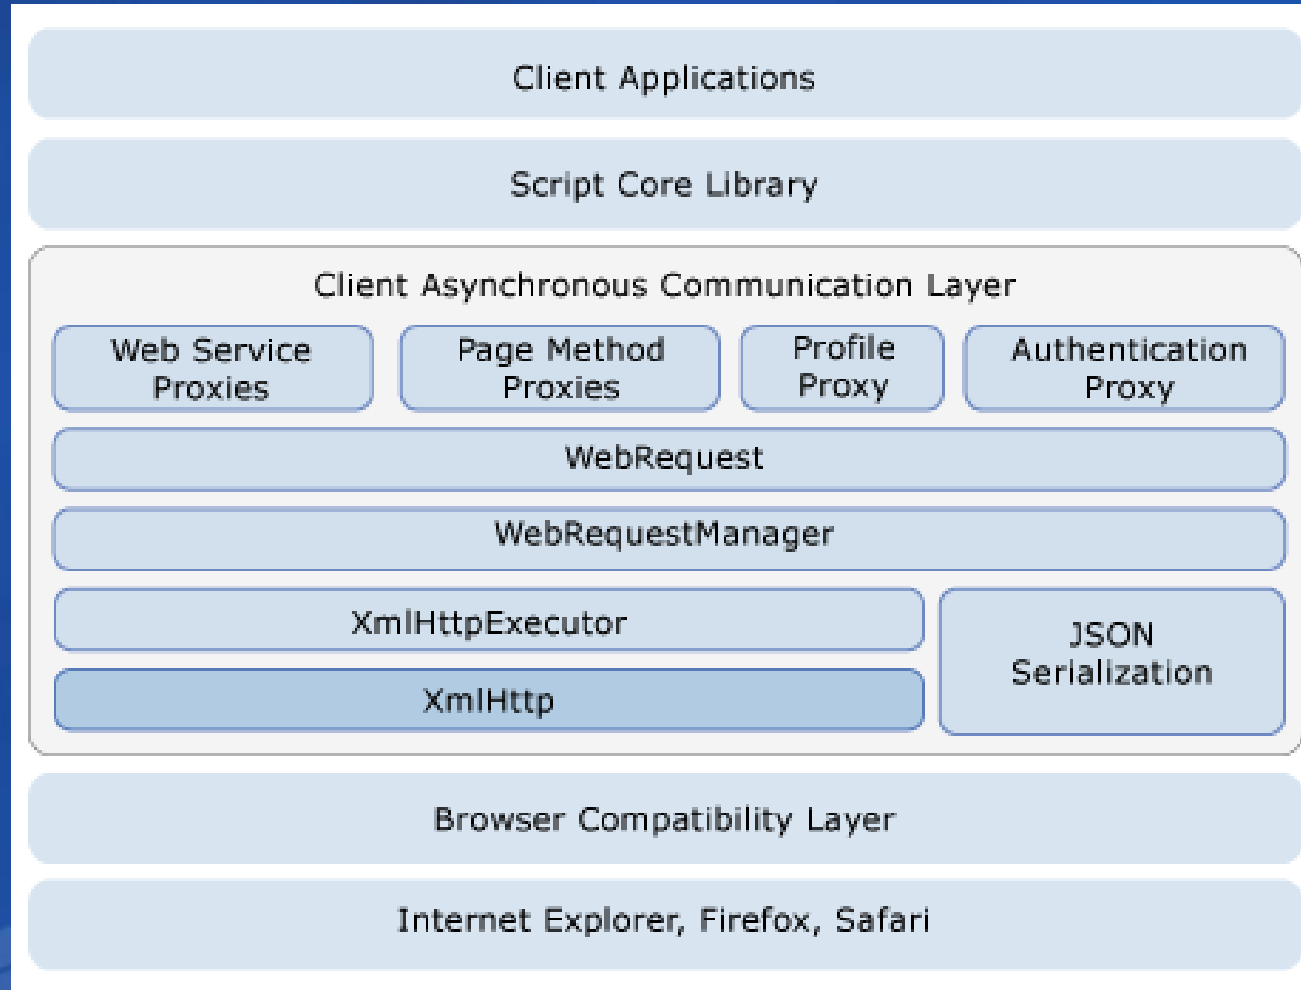 Client Applications
Script Core Library
Client Asynchronous Communication Layer
Web Service
Proxies
Page Method
Proxies
Profile
Proxy
Authentication
Proxy
WebRequest
WebRequestManager
XmlHttpExecutor
JSON
Serialization
XmlHttp
Browser Compatibility Layer
Internet Explorer, Firefox, Safari